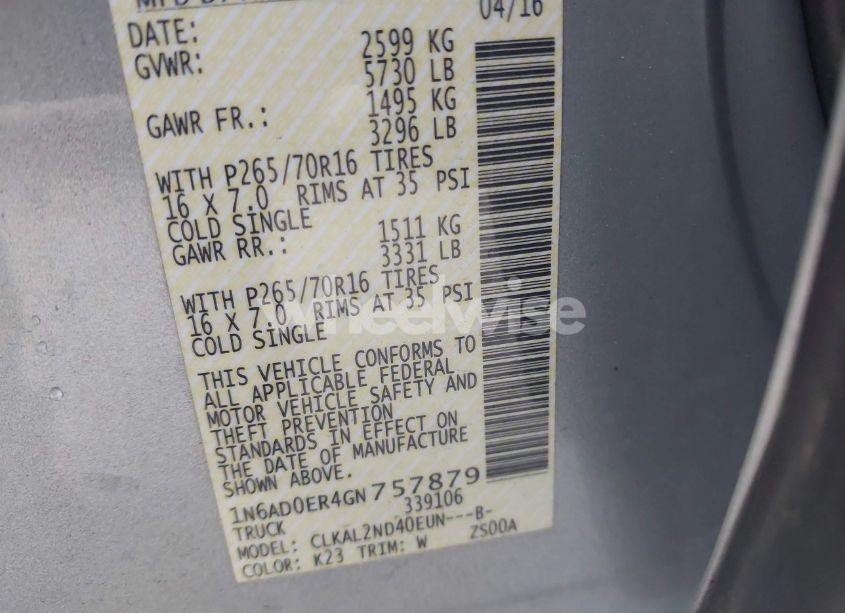 04/16
DATE:
GVWR: 2599 KG
5730 LB
GAWR FR.: 1495 KG
3296 LB
WITH P265/70R16 TIRES
16 X 7.0 RIMS AT 35 PSI
COLD SINGLE
GAWR RR.: 1511 KG
3331 LB
WITH P265/70R16 TIRES
16 X 7.0 RIMS AT 35 PSI
COLD SINGLE
wheelwise
THIS VEHICLE CONFORMS TO
ALL APPLICABLE FEDERAL
MOTOR VEHICLE SAFETY AND
THEFT PREVENTION
STANDARDS IN EFFECT ON
THE DATE OF MANUFACTURE
SHOWN ABOVE.
1N6AD0ER4GN757879
TRUCK 339106
MODEL: CLKAL2ND40EUN---B-
COLOR: K23 TRIM: W ZS00A